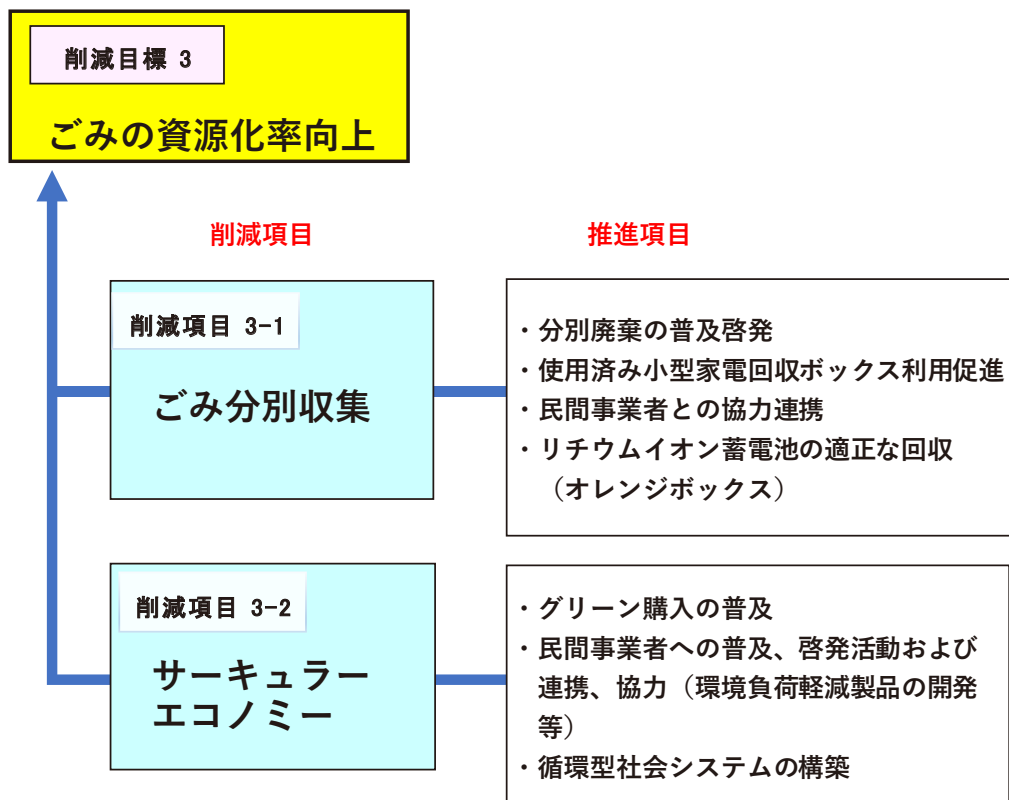 削減目標 3
ごみの資源化率向上
削減項目
推進項目
削減項目 3-1
ごみ分別収集
・分別廃棄の普及啓発
・使用済み小型家電回収ボックス利用促進
・民間事業者との協力連携
・リチウムイオン蓄電池の適正な回収
（オレンジボックス）
削減項目 3-2
サーキュラー
エコノミー
・グリーン購入の普及
・民間事業者への普及、啓発活動および
連携、協力（環境負荷軽減製品の開発
等）
・循環型社会システムの構築